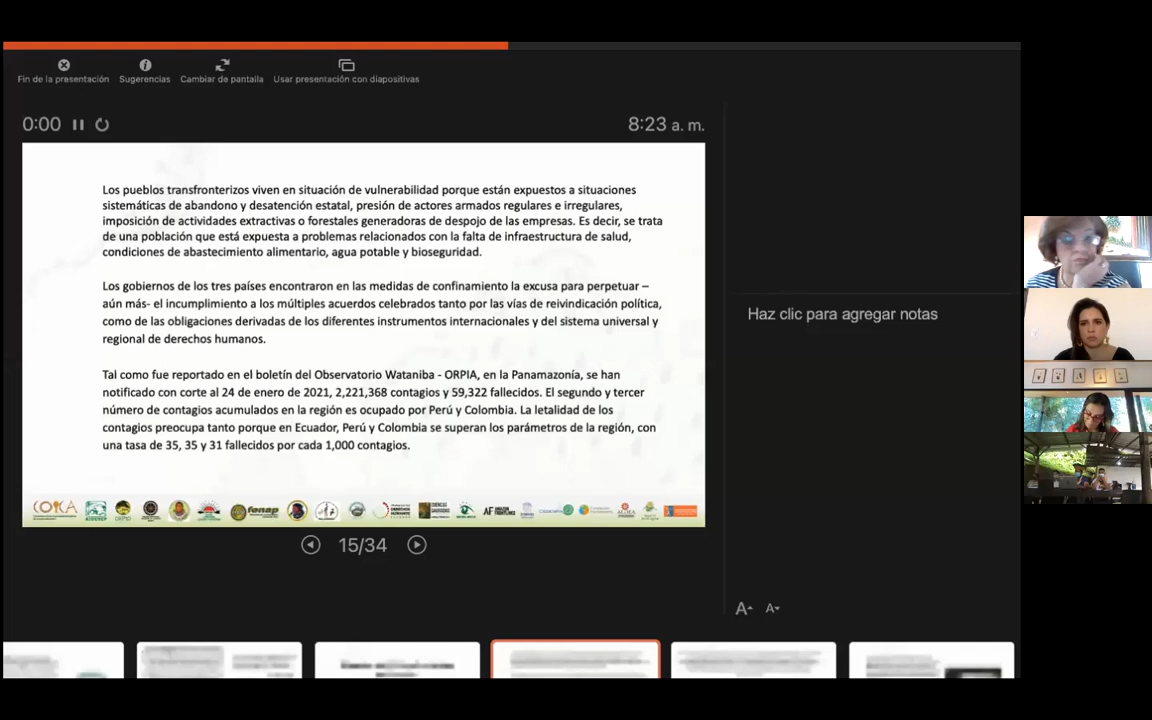 Fin de la presentación
Sugerencias
Cambiar de pantalla
Usar presentación con diapositivas
0:00
8:23 a. m.
Los pueblos transfronterizos viven en situación de vulnerabilidad porque están expuestos a situaciones
sistemáticas de abandono y desatención estatal, presión de actores armados regulares e irregulares,
imposición de actividades extractivas o forestales generadoras de despojo de las empresas. Es decir, se trata
de una población que está expuesta a problemas relacionados con la falta de infraestructura de salud,
condiciones de abastecimiento alimentario, agua potable y bioseguridad.
Los gobiernos de los tres países encontraron en las medidas de confinamiento la excusa para perpetuar –
aún más- el incumplimiento a los múltiples acuerdos celebrados tanto por las vías de reivindicación política,
como de las obligaciones derivadas de los diferentes instrumentos internacionales y del sistema universal y
regional de derechos humanos.
Tal como fue reportado en el boletín del Observatorio Wataniba - ORPIA, en la Panamazonía, se han
notificado con corte al 24 de enero de 2021, 2,221,368 contagios y 59,322 fallecidos. El segundo y tercer
número de contagios acumulados en la región es ocupado por Perú y Colombia. La letalidad de los
contagios preocupa tanto porque en Ecuador, Perú y Colombia se superan los parámetros de la región, con
una tasa de 35, 35 y 31 fallecidos por cada 1,000 contagios.
COICA
fenap
AF
Haz clic para agregar notas
15/34
A A